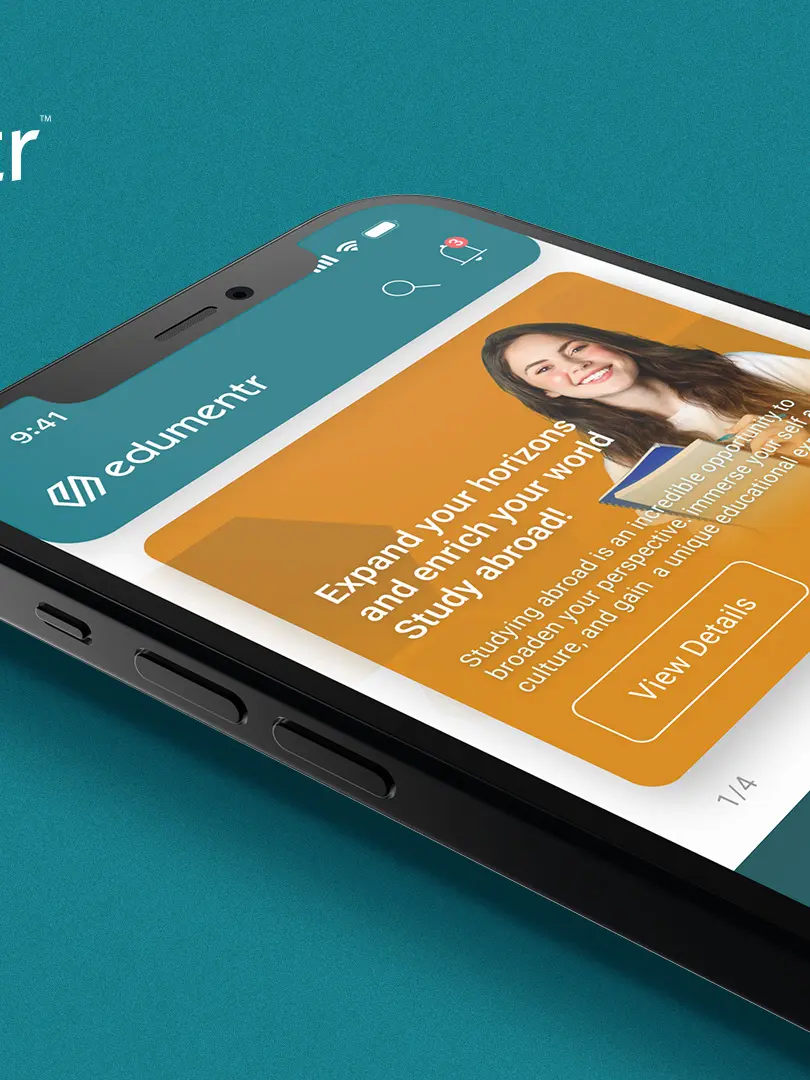 tr™
3
9:41
edumentr
Expand your horizons
and enrich your world
Study abroad!
Studying abroad is an incredible opportunity to
broaden your perspective, immerse your self
culture, and gain a unique educational
View Details
1/4